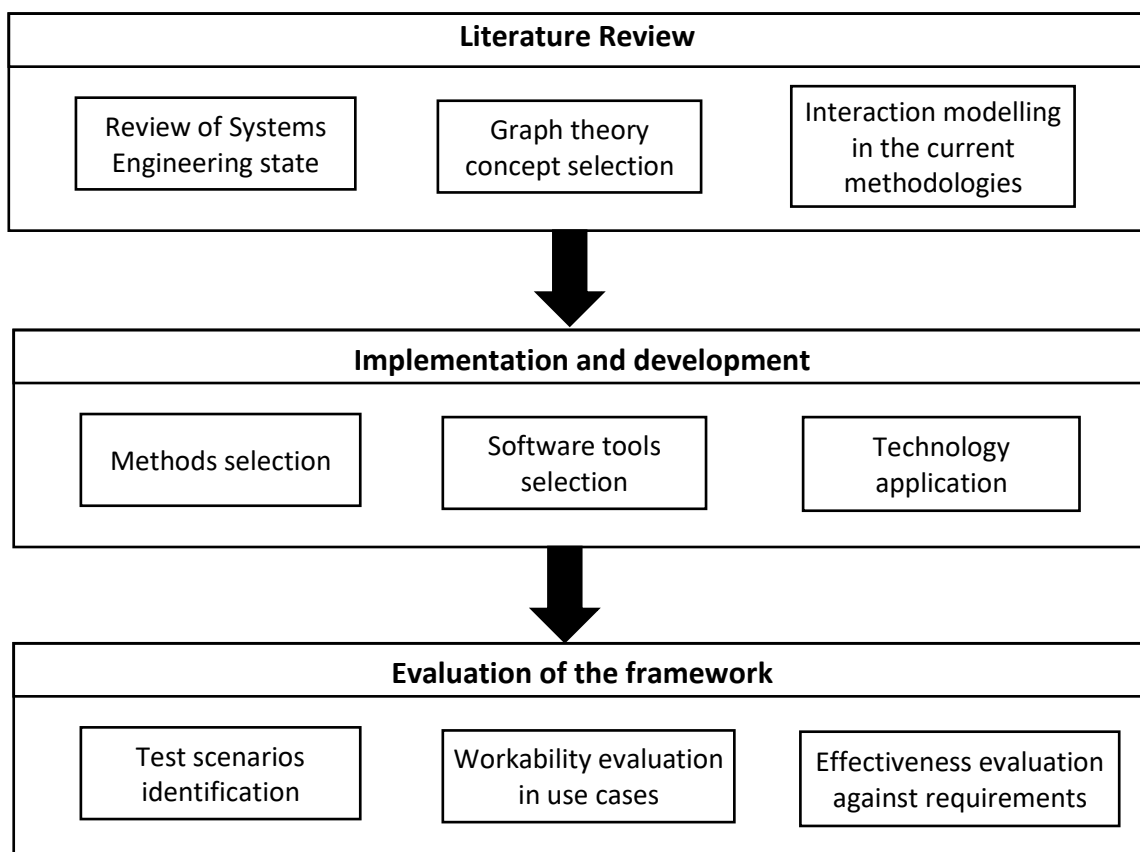 Literature Review
Review of Systems
Engineering state
Graph theory
concept selection
Interaction modelling
in the current
methodologies
Implementation and development
Methods selection
Software tools
selection
Technology
application
Evaluation of the framework
Test scenarios
identification
Workability evaluation
in use cases
Effectiveness evaluation
against requirements